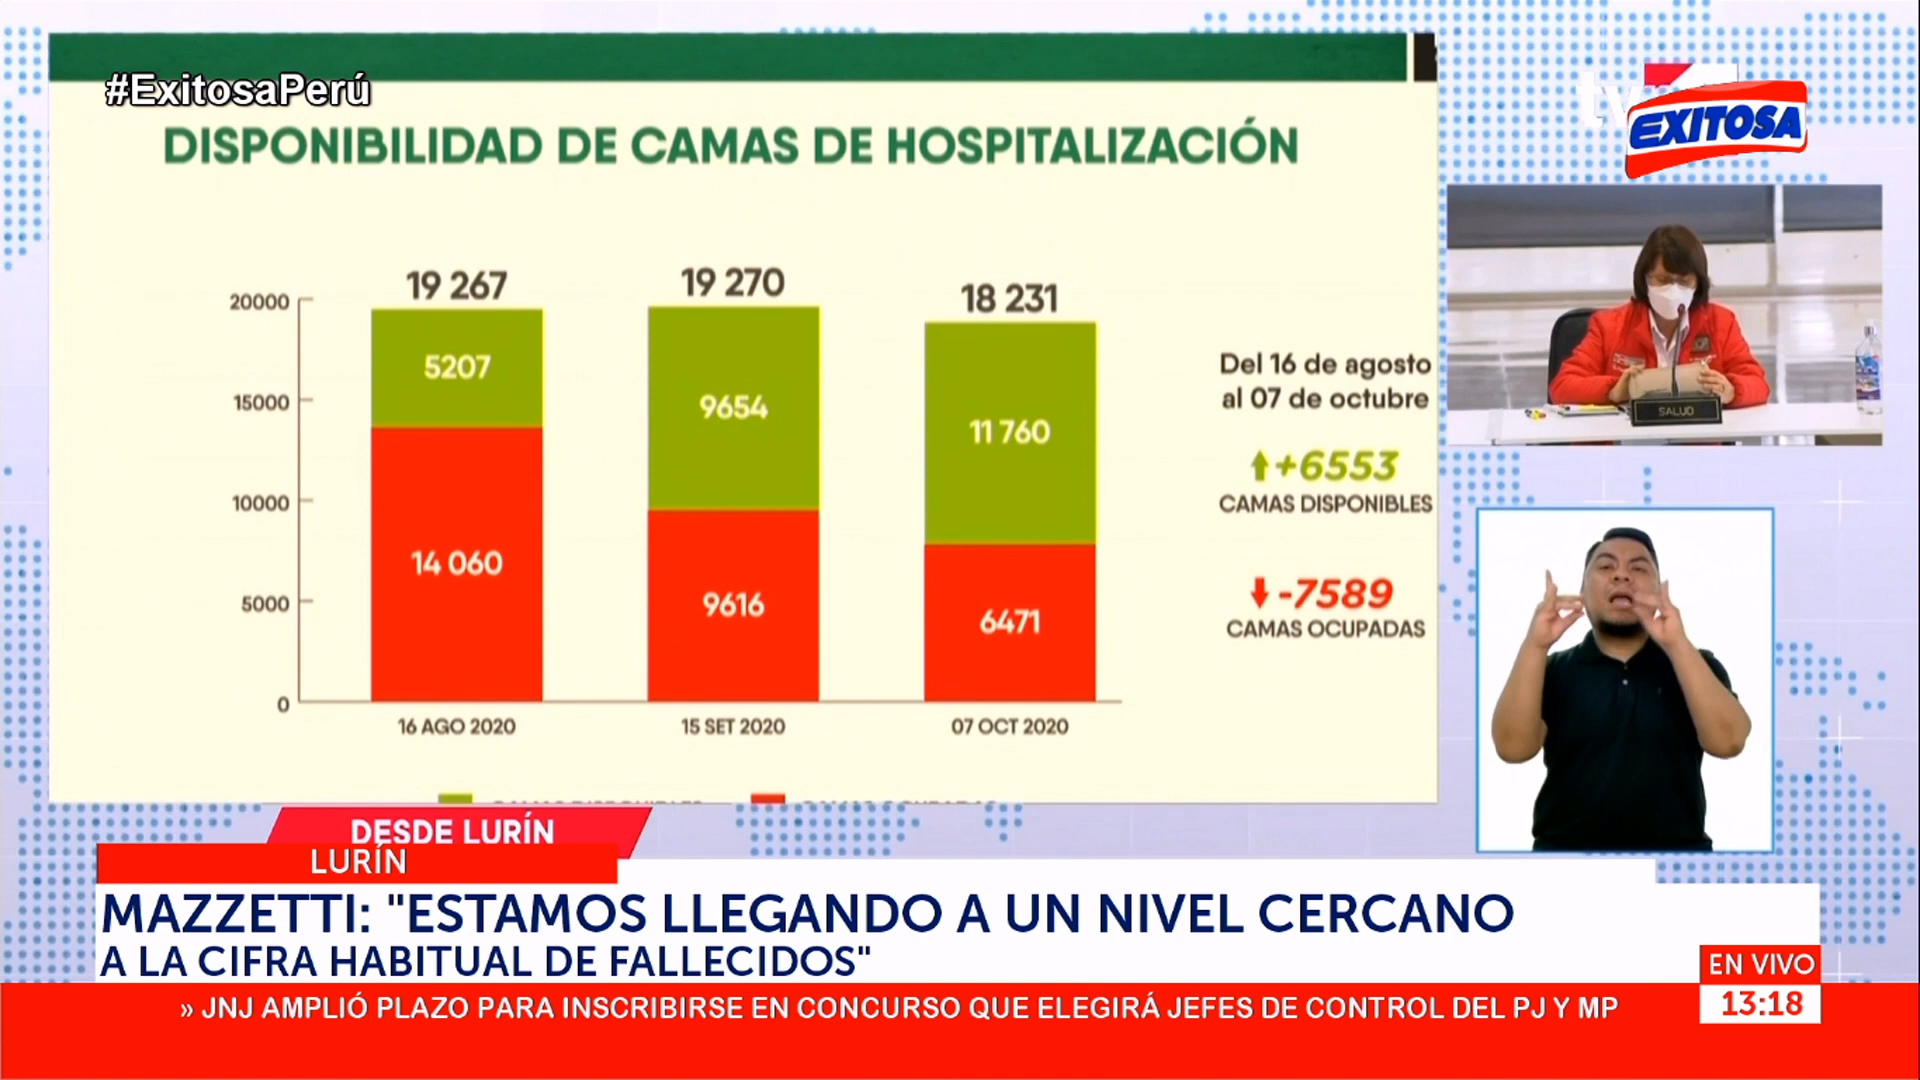 #ExitosaPerú
tv
EXITOSA
DISPONIBILIDAD DE CAMAS DE HOSPITALIZACIÓN
19 267
19 270
18 231
20000
15000
10000
5000
0
5207
9654
11 760
14 060
9616
6471
16 AGO 2020
15 SET 2020
07 OCT 2020
Del 16 de agosto
al 07 de octubre
+6553
CAMAS DISPONIBLES
-7589
CAMAS OCUPADAS
SALUD
DESDE LURÍN
LURÍN
MAZZETTI: "ESTAMOS LLEGANDO A UN NIVEL CERCANO
A LA CIFRA HABITUAL DE FALLECIDOS"
EN VIVO
13:18
» JNJ AMPLIÓ PLAZO PARA INSCRIBIRSE EN CONCURSO QUE ELEGIRÁ JEFES DE CONTROL DEL PJ Y MP